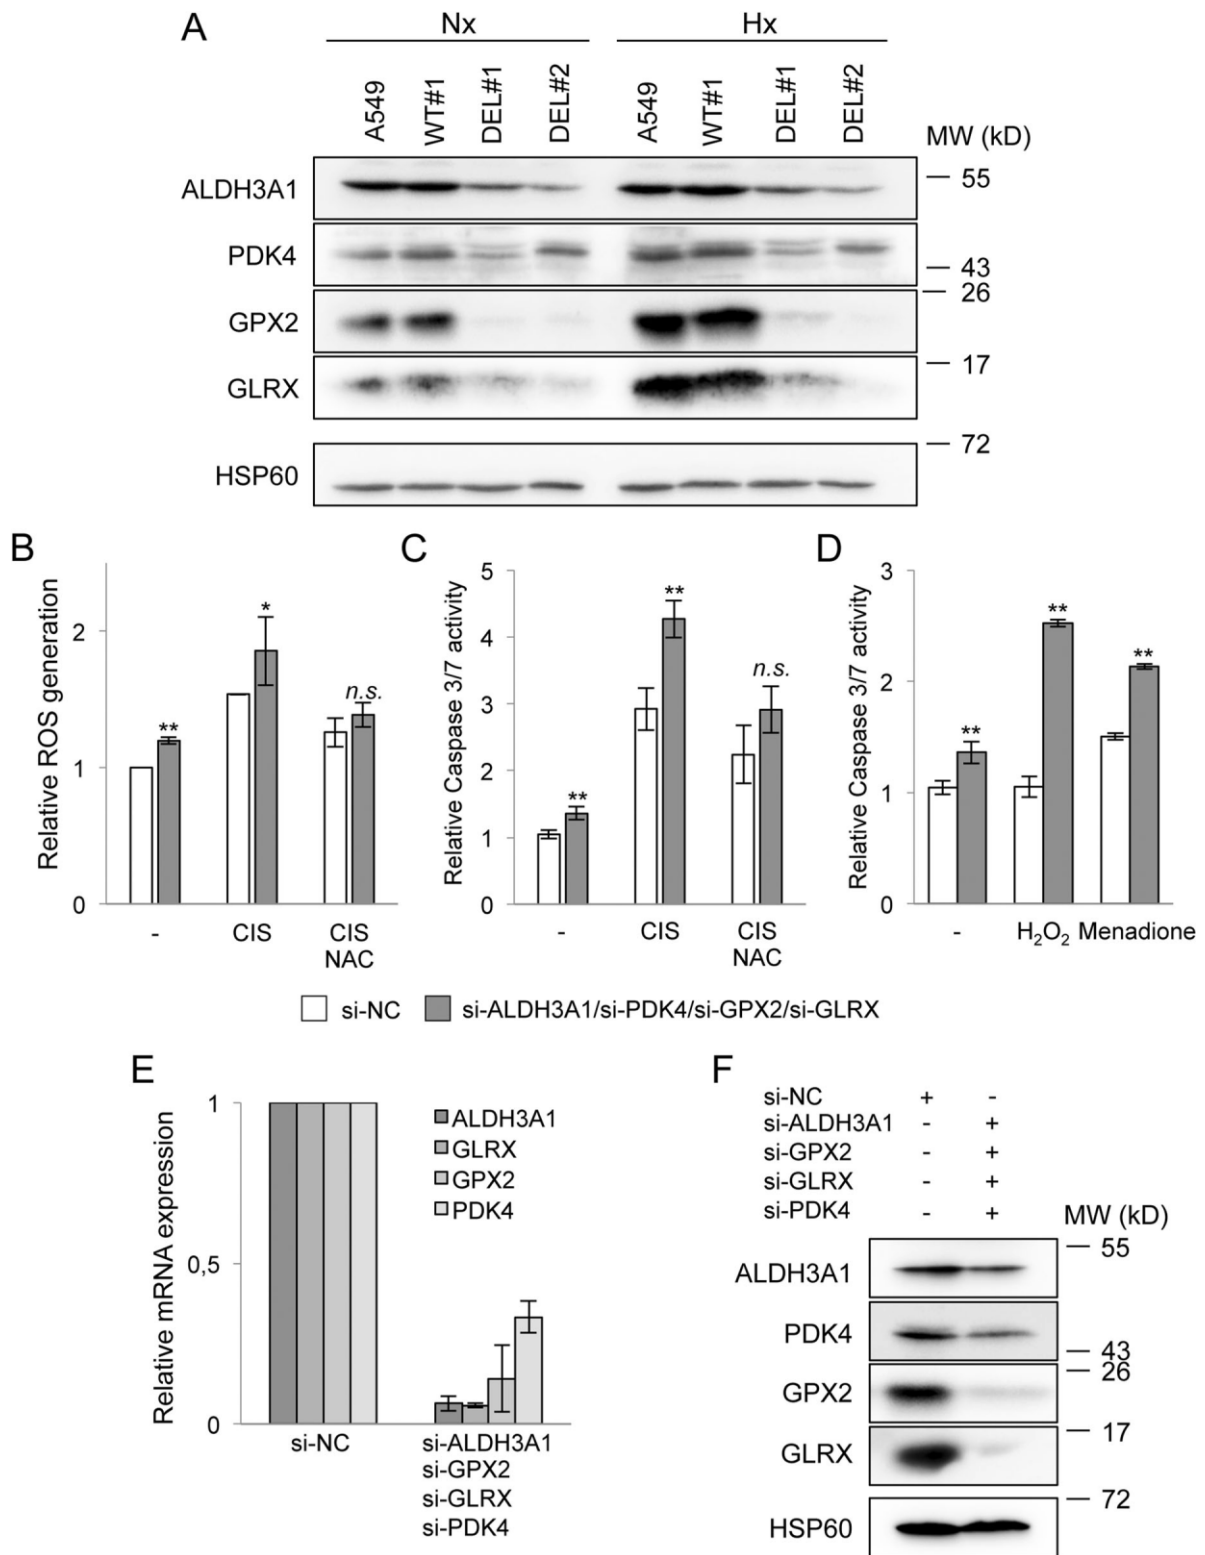 A
Nx Hx
A549 WT#1 DEL#1 DEL#2 A549 WT#1 DEL#1 DEL#2
MW (kD)
ALDH3A1 55
PDK4 43
26
GPX2
17
GLRX
72
HSP60
B
Relative ROS generation
2
1
0
** * n.s.
- CIS CIS
NAC
C
Relative Caspase 3/7 activity
5
4
3
2
1
0
** ** n.s.
- CIS CIS
NAC
D
Relative Caspase 3/7 activity
3
2
1
0
** ** **
- H₂O₂ Menadione
si-NC si-ALDH3A1/si-PDK4/si-GPX2/si-GLRX
E
Relative mRNA expression
1
0,5
0
ALDH3A1
GLRX
GPX2
PDK4
si-NC si-ALDH3A1
si-GPX2
si-GLRX
si-PDK4
F
si-NC + -
si-ALDH3A1 - +
si-GPX2 - +
si-GLRX - +
si-PDK4 - +
MW (kD)
55
ALDH3A1
PDK4
43
26
GPX2
17
GLRX
72
HSP60